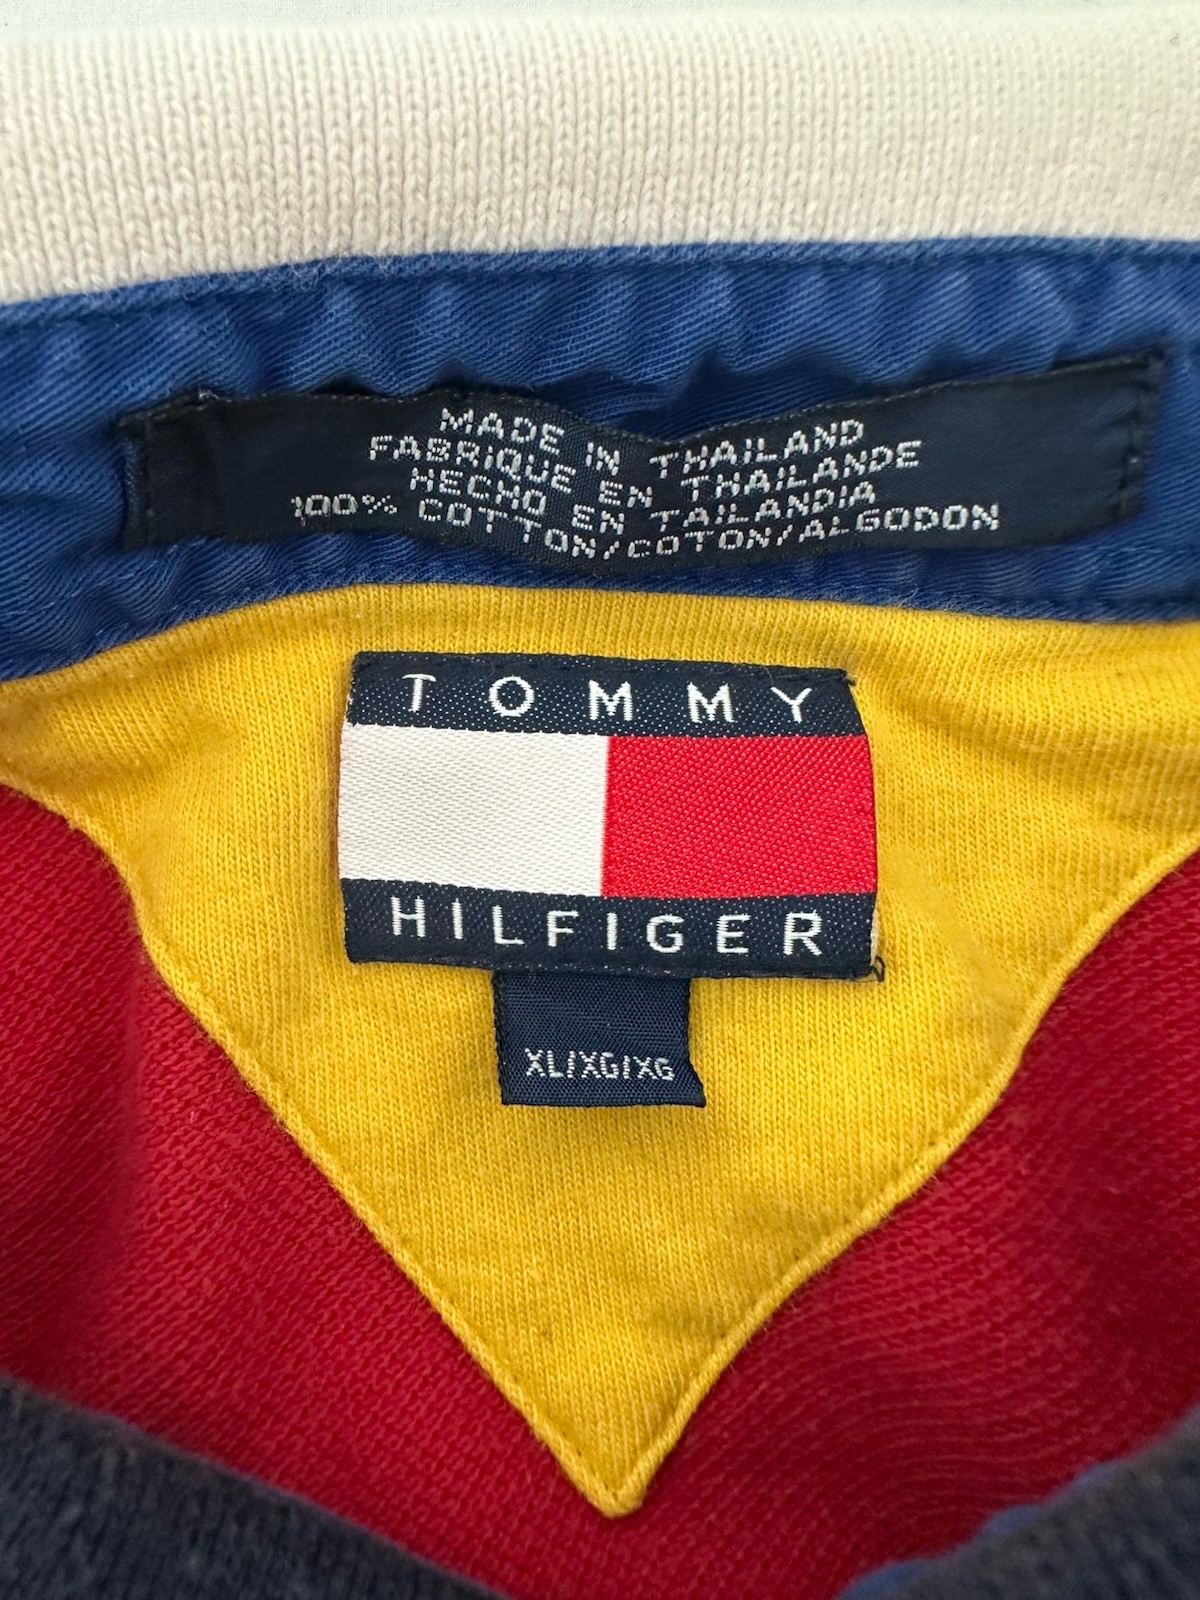 MADE IN THAILAND
FABRIQUE EN THAILANDE
HECHO EN TAILANDIA
100% COTTON/COTON/ALGODON
TOMMY
HILFIGER
XL/XG/XG